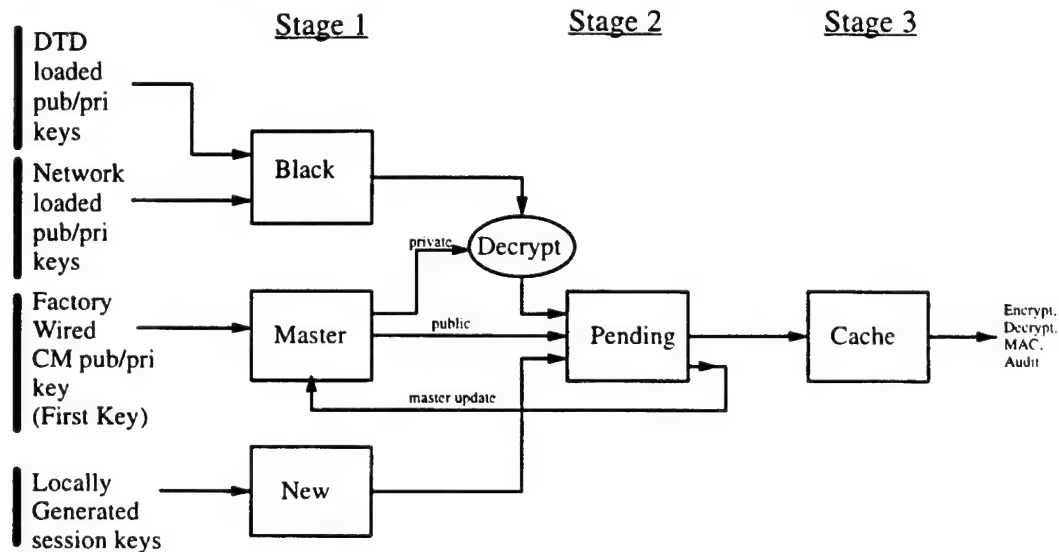 Stage 1
Stage 2
Stage 3
DTD
loaded
pub/pri
keys
Network
loaded
pub/pri
keys
Factory
Wired
CM pub/pri
key
(First Key)
Locally
Generated
session keys
Black
private
Decrypt
Master
public
Pending
master update
New
Cache
Encrypt.
Decrypt.
MAC.
Audit